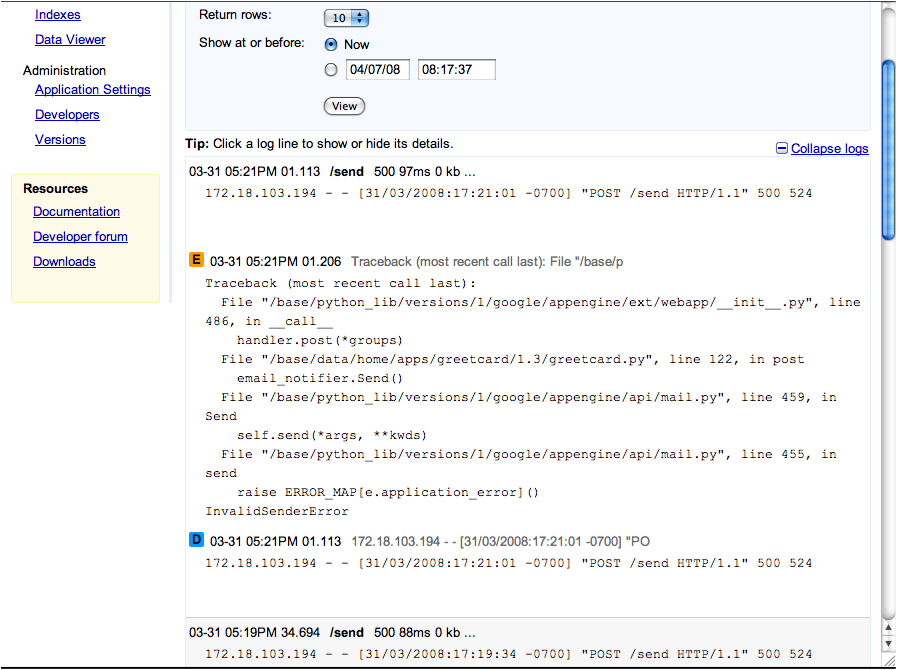 Indexes
Data Viewer
Administration
Application Settings
Developers
Versions
Resources
Documentation
Developer forum
Downloads
Return rows: 10
Show at or before: Now
04/07/08 08:17:37
View
Tip: Click a log line to show or hide its details.
Collapse logs
03-31 05:21PM 01.113 /send 500 97ms 0 kb ...
172.18.103.194 - - [31/03/2008:17:21:01 -0700] "POST /send HTTP/1.1" 500 524
E 03-31 05:21PM 01.206 Traceback (most recent call last): File "/base/p
Traceback (most recent call last):
File "/base/python_lib/versions/1/google/appengine/ext/webapp/__init__.py", line
486, in __call__
handler.post(*groups)
File "/base/data/home/apps/greetcard/1.3/greetcard.py", line 122, in post
email_notifier.Send()
File "/base/python_lib/versions/1/google/appengine/api/mail.py", line 459, in
Send
self.send(*args, **kwds)
File "/base/python_lib/versions/1/google/appengine/api/mail.py", line 455, in
send
raise ERROR_MAP[e.application_error]()
InvalidSenderError
D 03-31 05:21PM 01.113 172.18.103.194 - - [31/03/2008:17:21:01 -0700] "PO
172.18.103.194 - - [31/03/2008:17:21:01 -0700] "POST /send HTTP/1.1" 500 524
03-31 05:19PM 34.694 /send 500 88ms 0 kb ...
172.18.103.194 - - [31/03/2008:17:19:34 -0700] "POST /send HTTP/1.1" 500 524